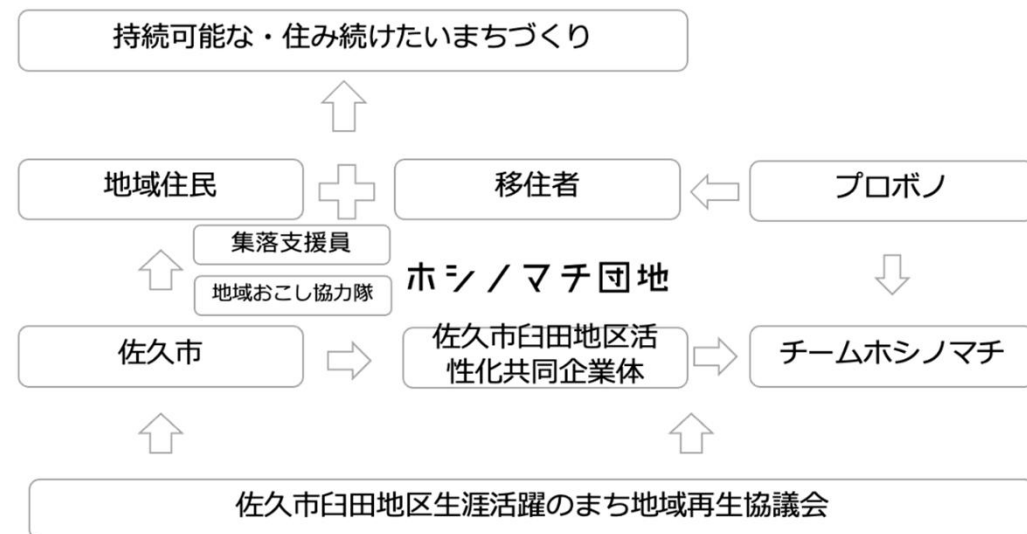 持続可能な・住み続けたいまちづくり
地域住民
移住者
プロボノ
集落支援員
地域おこし協力隊
ホシノマチ団地
佐久市
佐久市臼田地区活
性化共同企業体
チームホシノマチ
佐久市臼田地区生涯活躍のまち地域再生協議会